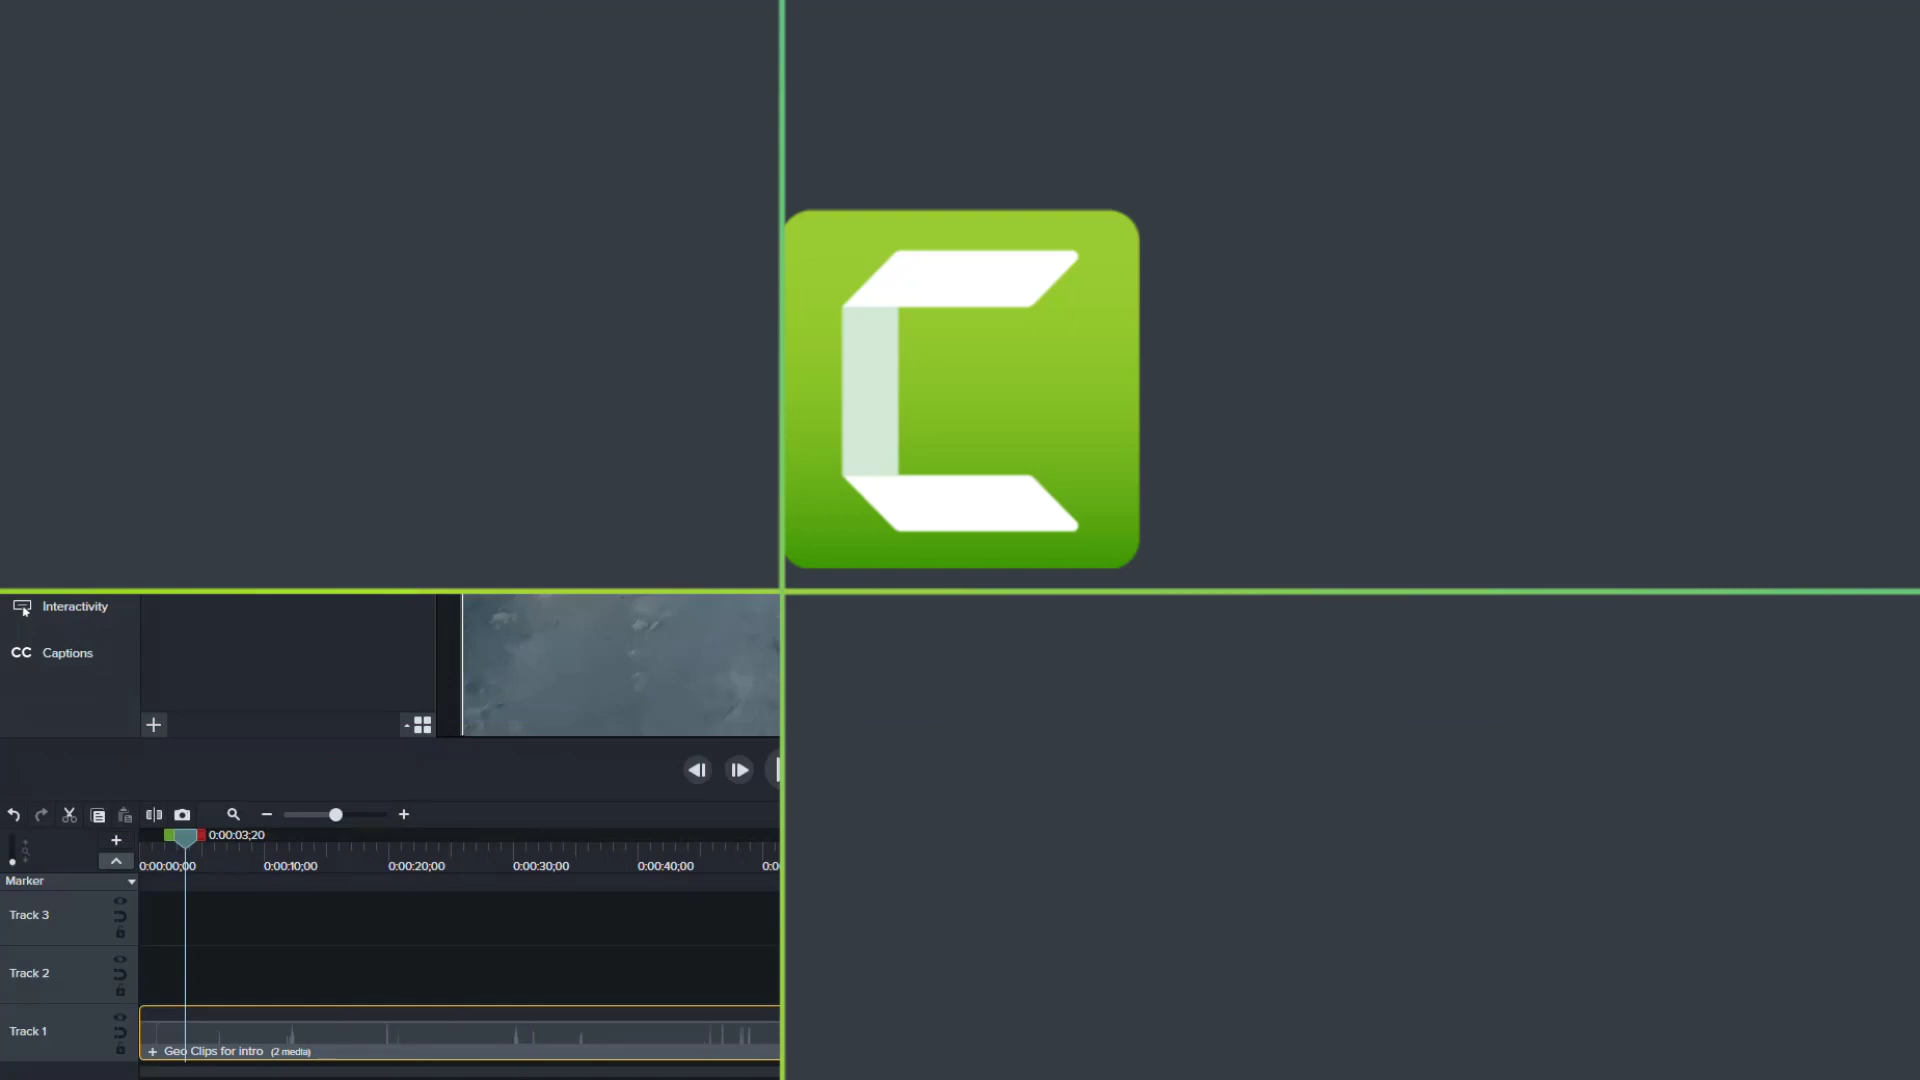 Interactivity
CC Captions
0:00:03;20
0:00:00;00 0:00:10;00 0:00:20;00 0:00:30;00 0:00:40;00 0:0
Marker
Track 3
Track 2
Track 1
+ Geo Clips for intro (2 media)